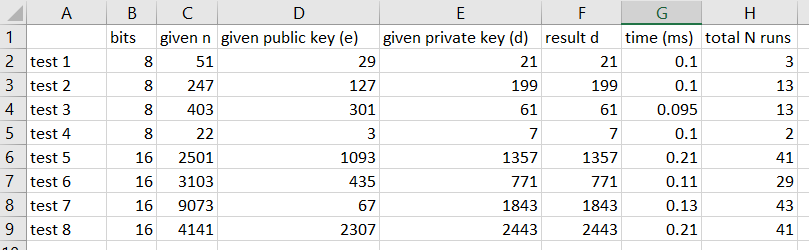 A B C D E F G H
1 bits given n given public key (e) given private key (d) result d time (ms) total N runs
2 test 1 8 51 29 21 21 0.1 3
3 test 2 8 247 127 199 199 0.1 13
4 test 3 8 403 301 61 61 0.095 13
5 test 4 8 22 3 7 7 0.1 2
6 test 5 16 2501 1093 1357 1357 0.21 41
7 test 6 16 3103 435 771 771 0.11 29
8 test 7 16 9073 67 1843 1843 0.13 43
9 test 8 16 4141 2307 2443 2443 0.21 41